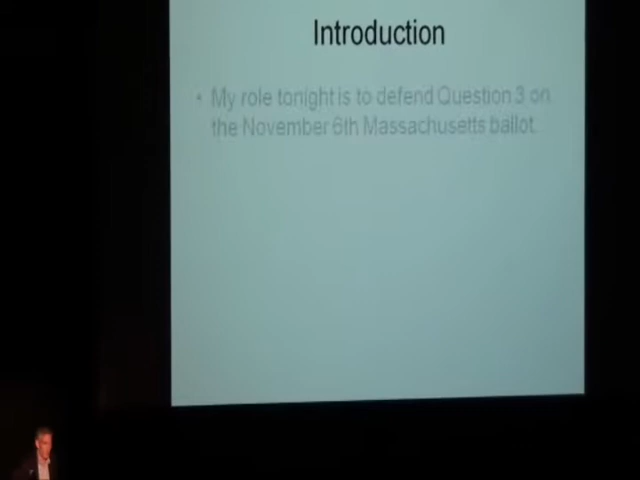 Introduction
• My role tonight is to defend Question 3 on
the November 6th Massachusetts ballot.